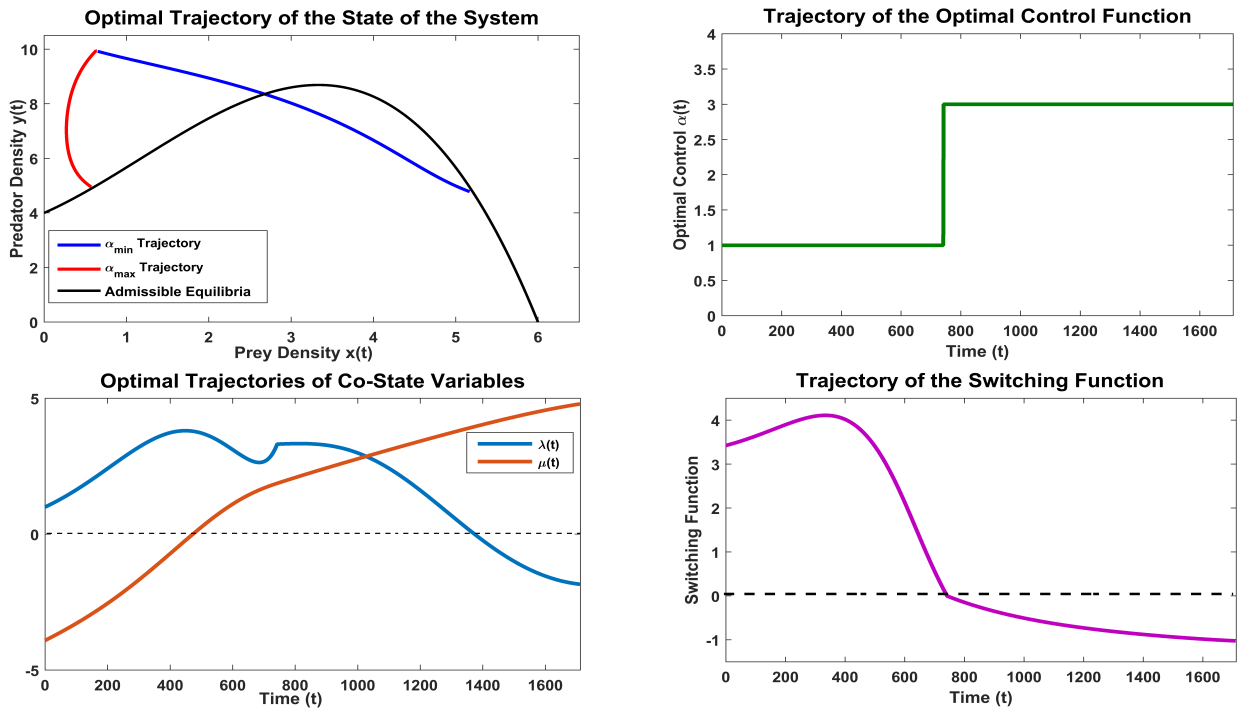 Optimal Trajectory of the State of the System
10
8
6
4
2
0
0 1 2 3 4 5 6
Predator Density y(t)
Prey Density x(t)
α_min Trajectory
α_max Trajectory
Admissible Equilibria
Trajectory of the Optimal Control Function
4
3.5
3
2.5
2
1.5
1
0.5
0
0 200 400 600 800 1000 1200 1400 1600
Optimal Control α(t)
Time (t)
Optimal Trajectories of Co-State Variables
5
0
-5
0 200 400 600 800 1000 1200 1400 1600
Time (t)
λ(t)
μ(t)
Trajectory of the Switching Function
4
3
2
1
0
-1
0 200 400 600 800 1000 1200 1400 1600
Switching Function
Time (t)